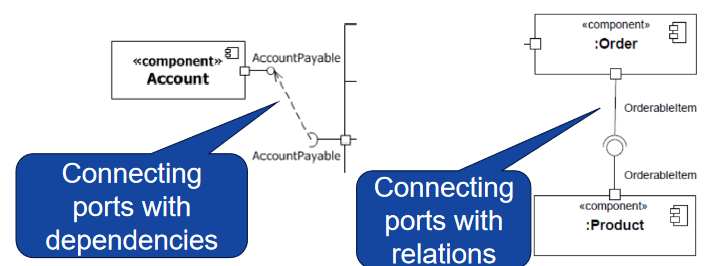 «component»
Account
AccountPayable
AccountPayable
Connecting
ports with
dependencies
«component»
:Order
OrderableItem
OrderableItem
«component»
:Product
Connecting
ports with
relations